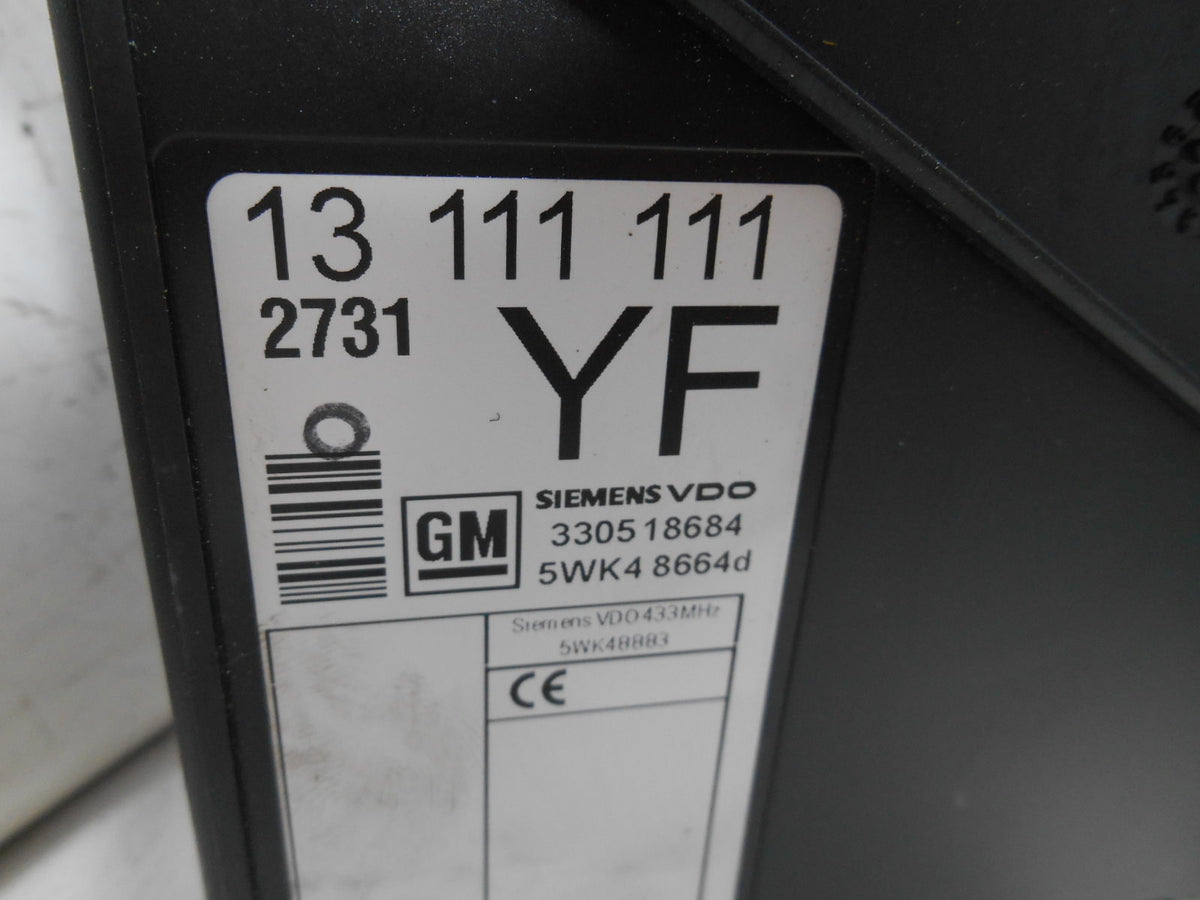 13 111 111
2731
YF
GM
SIEMENS VDO
330518684
5WK4 8664d
Siemens VDO 433MHz
5WK48883
CE